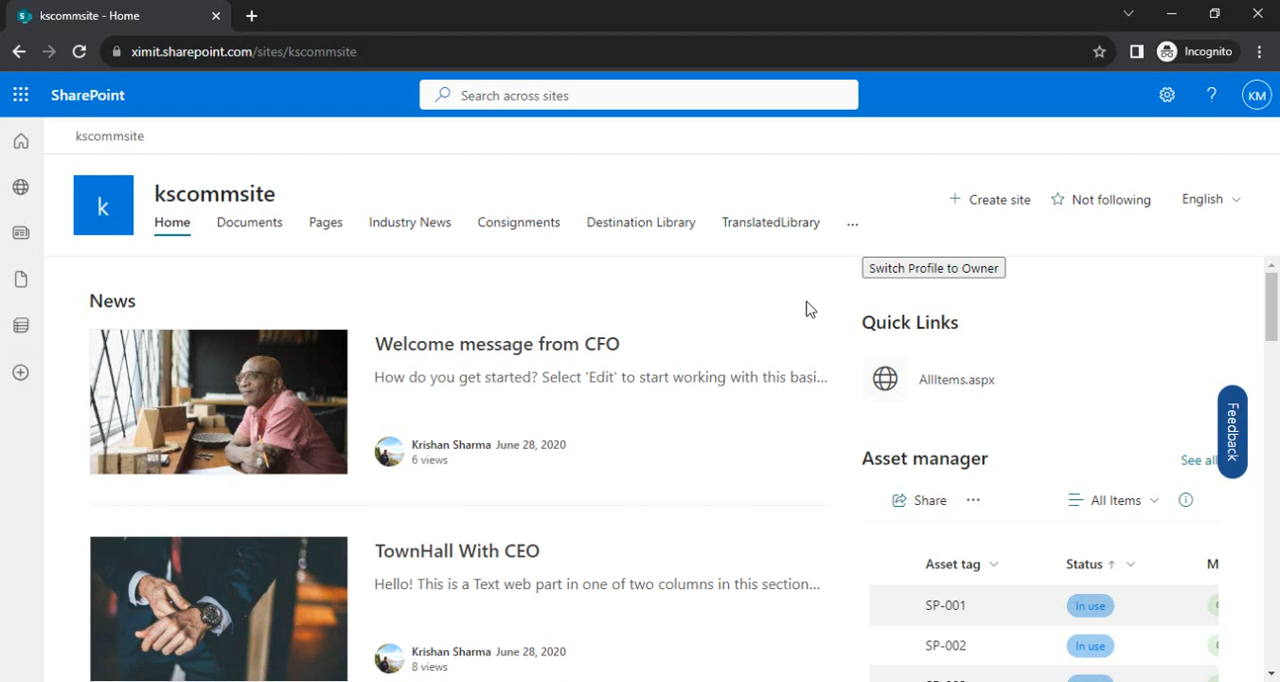 kscommsite - Home
ximit.sharepoint.com/sites/kscommsite
Incognito
SharePoint
Search across sites
KM
kscommsite
k
kscommsite
Create site
Not following
English
Home
Documents
Pages
Industry News
Consignments
Destination Library
TranslatedLibrary
...
Switch Profile to Owner
News
Welcome message from CFO
How do you get started? Select 'Edit' to start working with this basi...
Krishan Sharma June 28, 2020
6 views
TownHall With CEO
Hello! This is a Text web part in one of two columns in this section...
Krishan Sharma June 28, 2020
8 views
Quick Links
AllItems.aspx
Feedback
Asset manager
See all
Share
...
All Items
Asset tag
Status
M
SP-001
In use
SP-002
In use